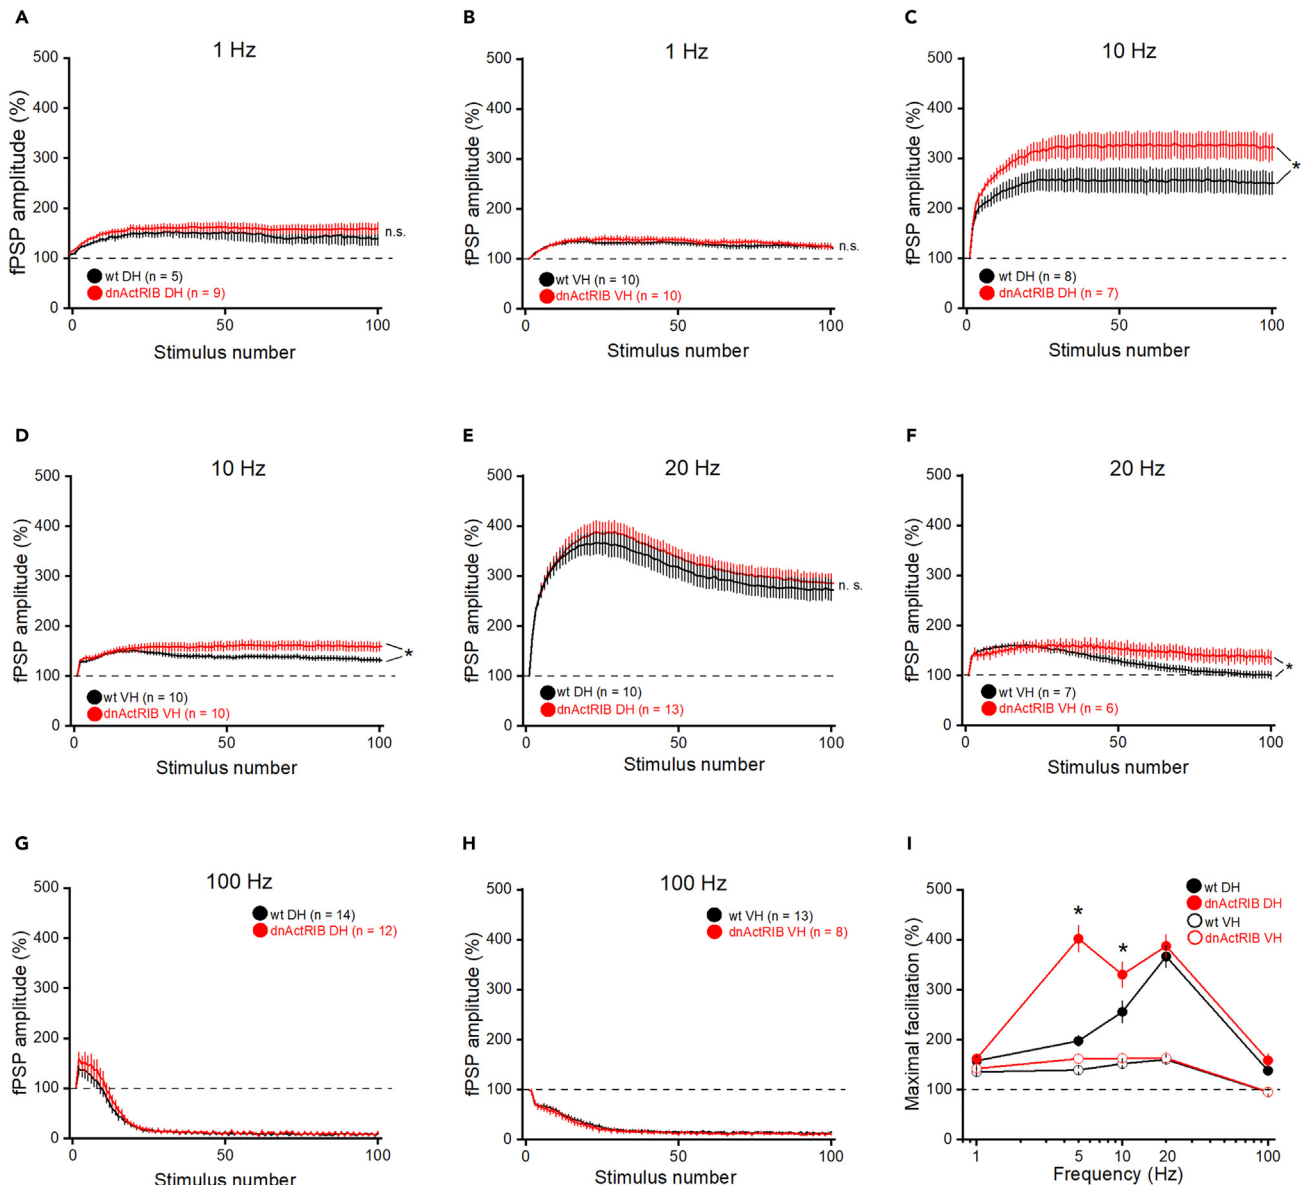 A
1 Hz
fPSP amplitude (%)
500
400
300
200
100
0
n.s.
wt DH (n = 5)
dnActRIB DH (n = 9)
0 50 100
Stimulus number
B
1 Hz
fPSP amplitude (%)
500
400
300
200
100
0
n.s.
wt VH (n = 10)
dnActRIB VH (n = 10)
0 50 100
Stimulus number
C
10 Hz
fPSP amplitude (%)
500
400
300
200
100
0
*
wt DH (n = 8)
dnActRIB DH (n = 7)
0 50 100
Stimulus number
D
10 Hz
fPSP amplitude (%)
500
400
300
200
100
0
*
wt VH (n = 10)
dnActRIB VH (n = 10)
0 50 100
Stimulus number
E
20 Hz
fPSP amplitude (%)
500
400
300
200
100
0
n. s.
wt DH (n = 10)
dnActRIB DH (n = 13)
0 50 100
Stimulus number
F
20 Hz
fPSP amplitude (%)
500
400
300
200
100
0
*
wt VH (n = 7)
dnActRIB VH (n = 6)
0 50 100
Stimulus number
G
100 Hz
fPSP amplitude (%)
500
400
300
200
100
0
wt DH (n = 14)
dnActRIB DH (n = 12)
0 50 100
Stimulus number
H
100 Hz
fPSP amplitude (%)
500
400
300
200
100
0
wt VH (n = 13)
dnActRIB VH (n = 8)
0 50 100
Stimulus number
I
Maximal facilitation (%)
500
400
300
200
100
0
wt DH
dnActRIB DH
wt VH
dnActRIB VH
*
*
1 5 10 20 100
Frequency (Hz)